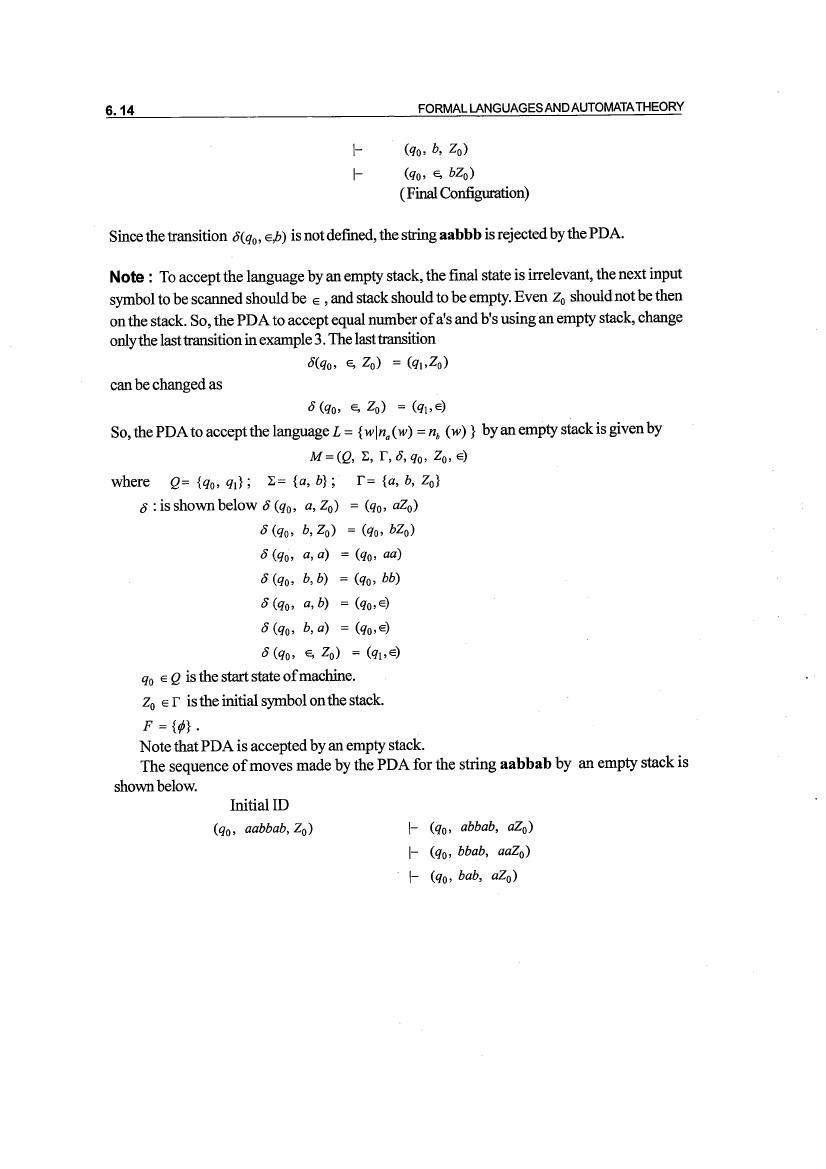 6. 14 FORMAL LANGUAGES AND AUTOMATA THEORY
⊢ (q₀, b, Z₀)
⊢ (q₀, ∈, bZ₀)
(Final Configuration)
Since the transition δ(q₀, ∈,b) is not defined, the string aabbb is rejected by the PDA.
Note : To accept the language by an empty stack, the final state is irrelevant, the next input
symbol to be scanned should be ∈ , and stack should to be empty. Even Z₀ should not be then
on the stack. So, the PDA to accept equal number of a's and b's using an empty stack, change
only the last transition in example 3. The last transition
δ(q₀, ∈, Z₀) = (q₁,Z₀)
can be changed as
δ (q₀, ∈, Z₀) = (q₁,∈)
So, the PDA to accept the language L = {w|nₐ(w) = n_b (w) } by an empty stack is given by
M = (Q, Σ, Γ, δ, q₀, Z₀, ∈)
where Q= {q₀, q₁} ; Σ= {a, b} ; Γ= {a, b, Z₀}
δ : is shown below δ (q₀, a, Z₀) = (q₀, aZ₀)
δ (q₀, b, Z₀) = (q₀, bZ₀)
δ (q₀, a, a) = (q₀, aa)
δ (q₀, b, b) = (q₀, bb)
δ (q₀, a, b) = (q₀,∈)
δ (q₀, b, a) = (q₀,∈)
δ (q₀, ∈, Z₀) = (q₁,∈)
q₀ ∈ Q is the start state of machine.
Z₀ ∈ Γ is the initial symbol on the stack.
F = {ϕ} .
Note that PDA is accepted by an empty stack.
The sequence of moves made by the PDA for the string aabbab by an empty stack is
shown below.
Initial ID
(q₀, aabbab, Z₀) ⊢ (q₀, abbab, aZ₀)
⊢ (q₀, bbab, aaZ₀)
⊢ (q₀, bab, aZ₀)